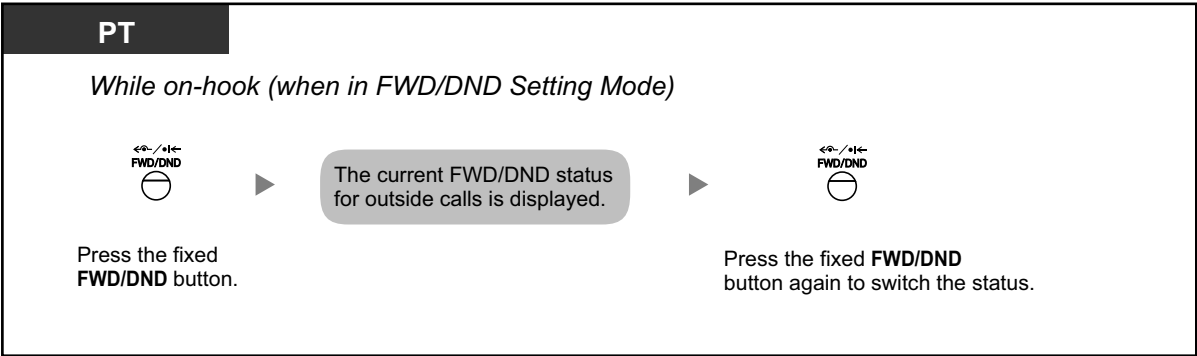 PT
While on-hook (when in FWD/DND Setting Mode)
FWD/DND
The current FWD/DND status
for outside calls is displayed.
FWD/DND
Press the fixed
FWD/DND button.
Press the fixed FWD/DND
button again to switch the status.